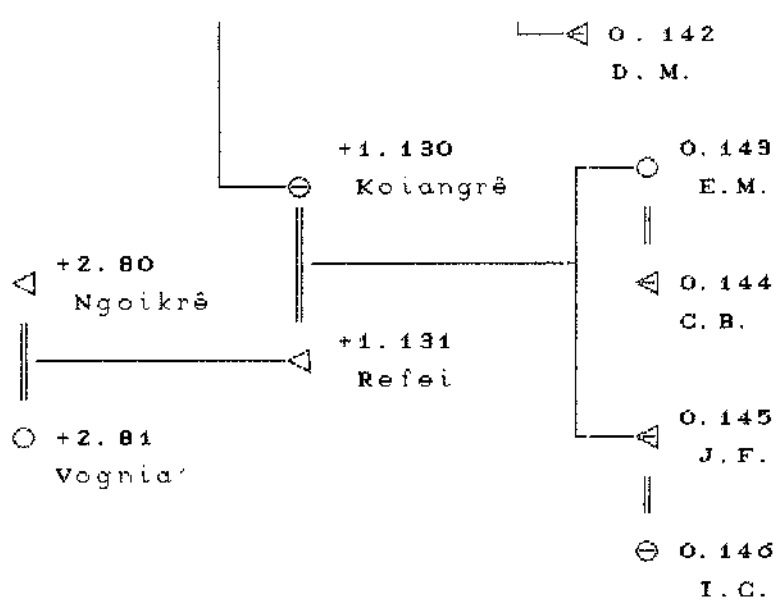 0.142
D.M.
+1.130
Koiangrê
0.143
E.M.
+2.80
Ngoikrê
0.144
C.B.
+1.131
Refei
0.145
J.F.
+2.81
Vognia'
0.146
I.C.